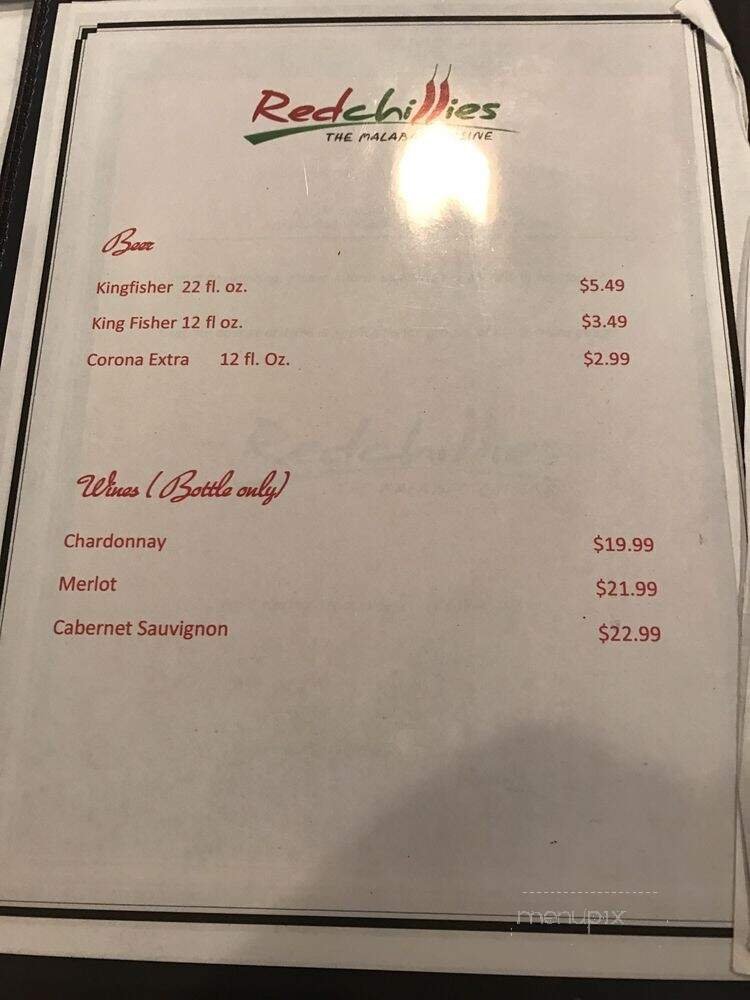 Redchillies
THE
Beer
Kingfisher 22 fl. oz. $5.49
King Fisher 12 fl oz. $3.49
Corona Extra 12 fl. Oz. $2.99
Wines (Bottle only)
Chardonnay $19.99
Merlot $21.99
Cabernet Sauvignon $22.99
menupix